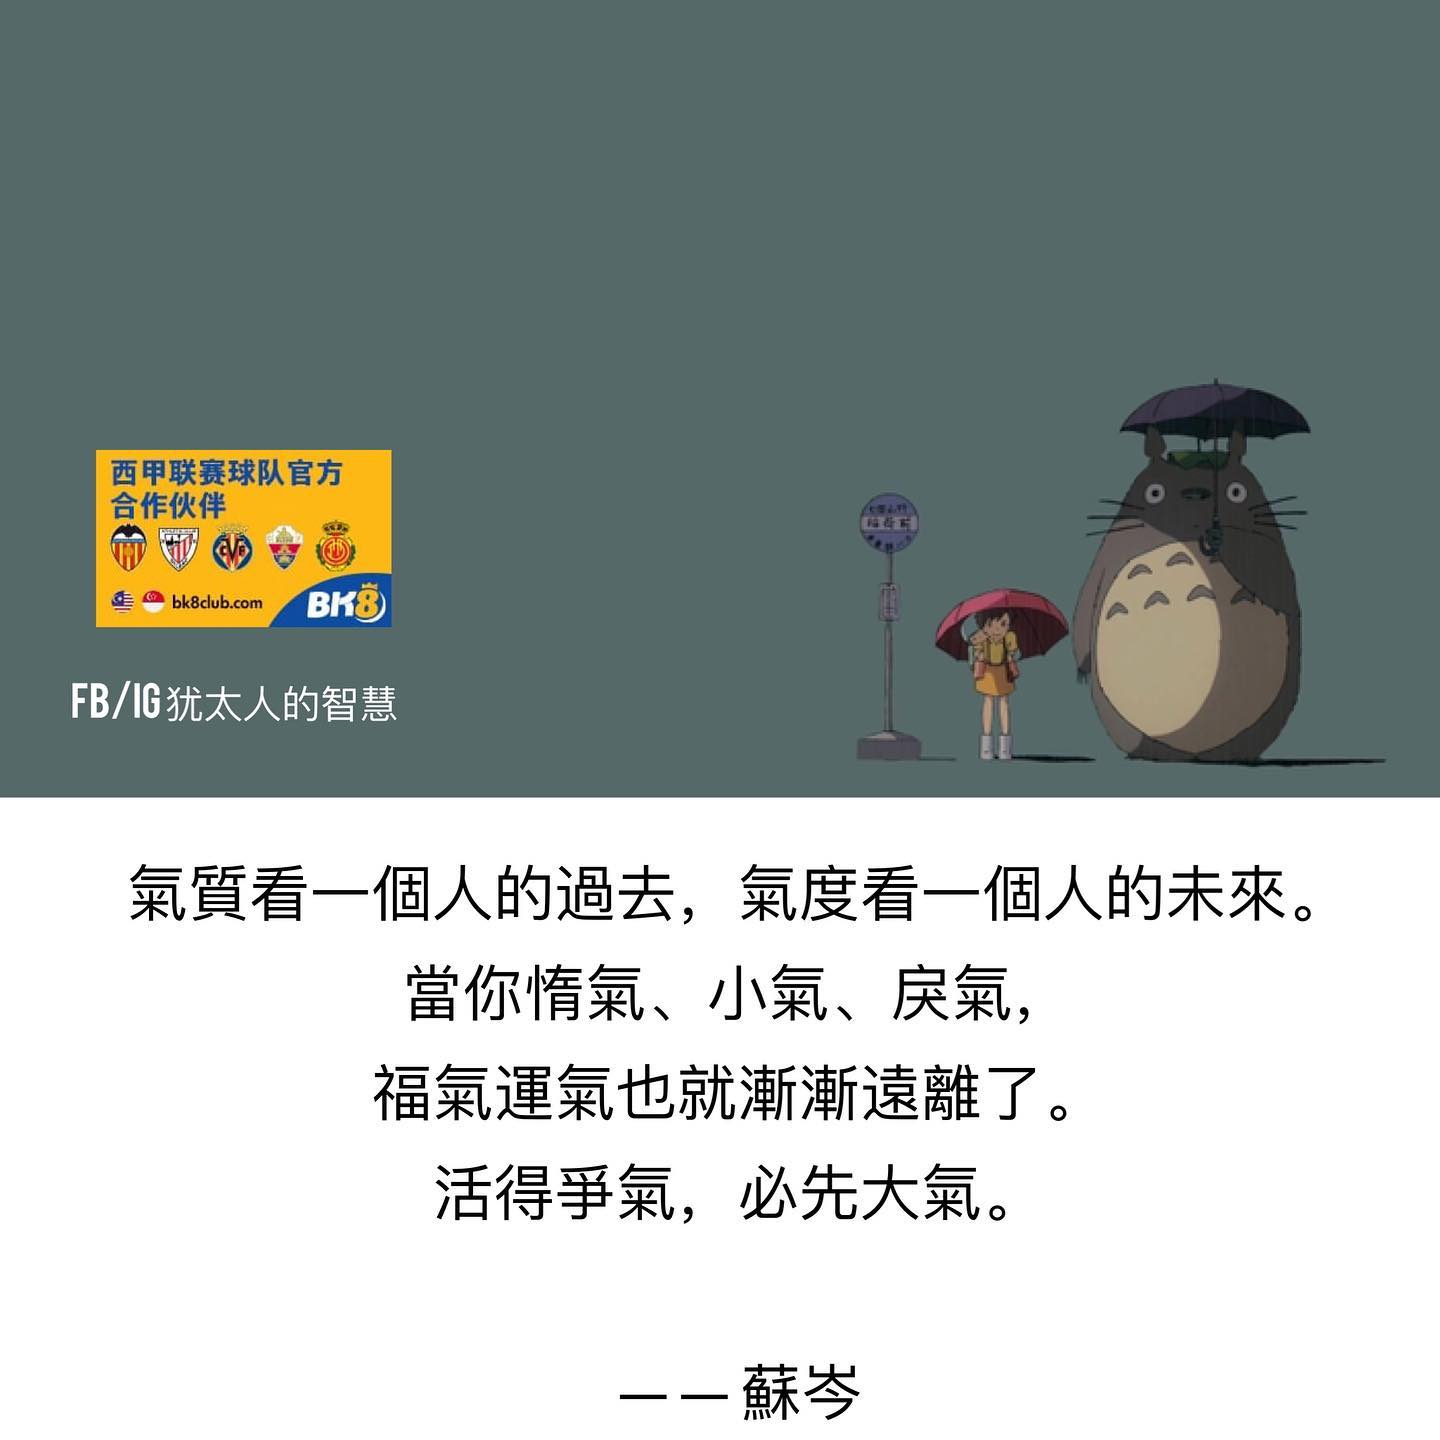 西甲联赛球队官方
合作伙伴
bk8club.com
BK8
FB/IG犹太人的智慧
稲荷前
氣質看一個人的過去，氣度看一個人的未來。
當你惰氣、小氣、戾氣，
福氣運氣也就漸漸遠離了。
活得爭氣，必先大氣。
——蘇岑